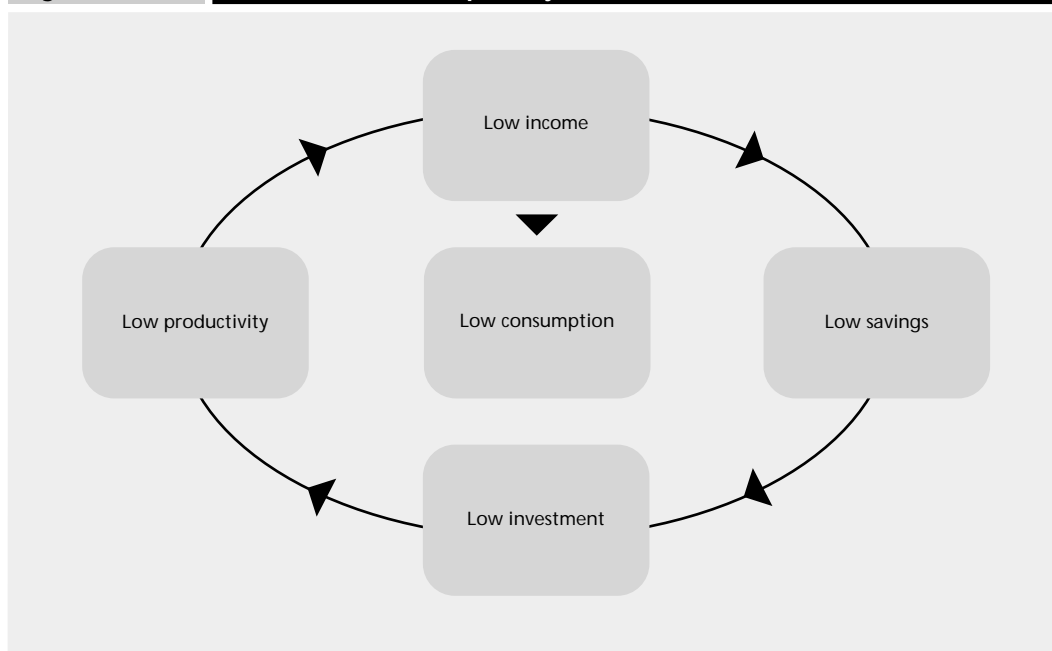 Low income
Low productivity
Low consumption
Low savings
Low investment